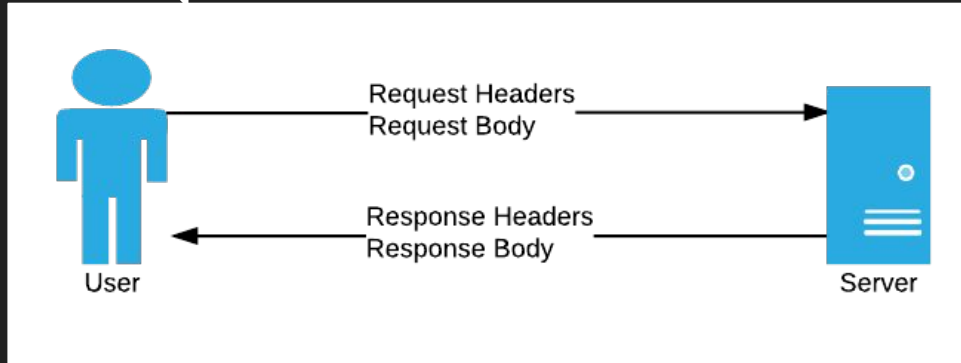 Request Headers
Request Body
Response Headers
Response Body
User
Server